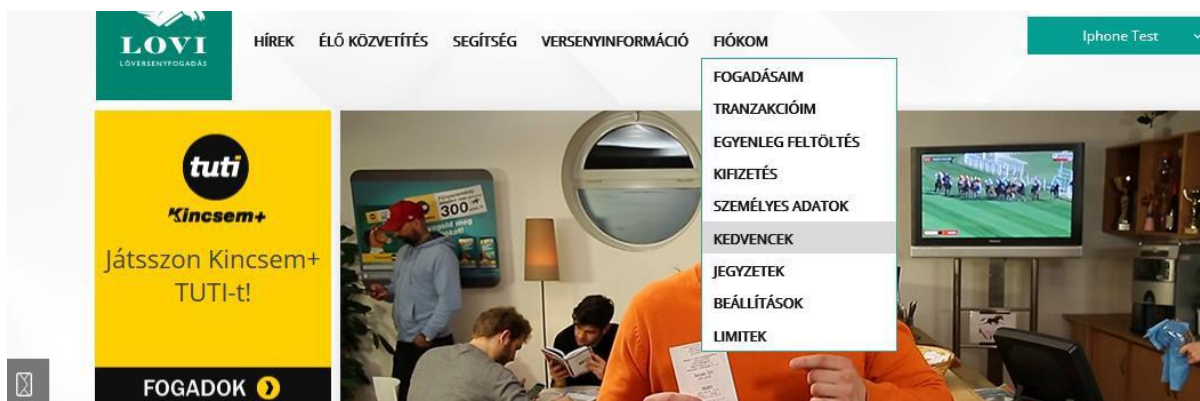 LOVI
LÓVERSENYFOGADÁS
HÍREK
ÉLŐ KÖZVETÍTÉS
SEGÍTSÉG
VERSENYINFORMÁCIÓ
FIÓKOM
Iphone Test
FOGADÁSAIM
TRANZAKCIÓIM
EGYENLEG FELTÖLTÉS
KIFIZETÉS
SZEMÉLYES ADATOK
KEDVENCEK
JEGYZETEK
BEÁLLÍTÁSOK
LIMITEK
tuti
Kincsem+
Játsszon Kincsem+
TUTI-t!
FOGADOK
300